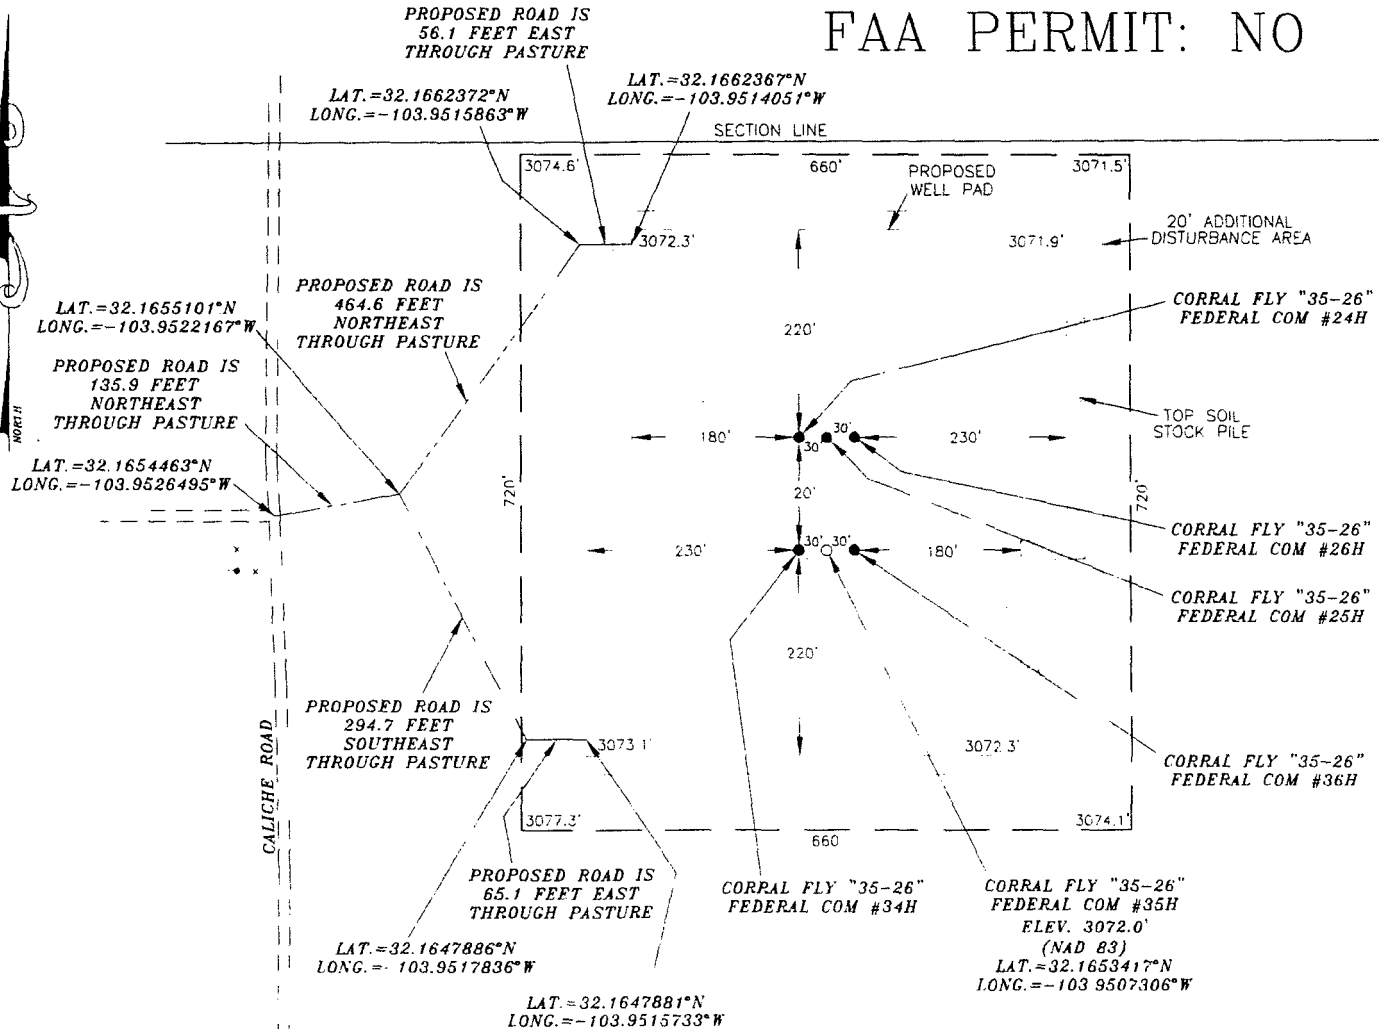 FAA PERMIT: NO
PROPOSED ROAD IS
56.1 FEET EAST
THROUGH PASTURE
LAT.=32.1662372°N
LONG.=-103.9515863°W
LAT.=32.1662367°N
LONG.=-103.9514051°W
SECTION LINE
3074.6'
660'
3071.5'
PROPOSED
WELL PAD
3072.3'
3071.9'
20' ADDITIONAL
DISTURBANCE AREA
PROPOSED ROAD IS
464.6 FEET
NORTHEAST
THROUGH PASTURE
LAT.=32.1655101°N
LONG.=-103.9522167°W
CORRAL FLY "35-26"
FEDERAL COM #24H
220'
PROPOSED ROAD IS
135.9 FEET
NORTHEAST
THROUGH PASTURE
NORTH
TOP SOIL
STOCK PILE
180'
30'
30'
230'
LAT.=32.1654463°N
LONG.=-103.9526495°W
720'
20'
720'
CORRAL FLY "35-26"
FEDERAL COM #26H
230'
30'
30'
180'
CORRAL FLY "35-26"
FEDERAL COM #25H
220'
PROPOSED ROAD IS
294.7 FEET
SOUTHEAST
THROUGH PASTURE
CALICHE ROAD
3073.1'
3072.3'
CORRAL FLY "35-26"
FEDERAL COM #36H
3077.3'
660
3074.1'
PROPOSED ROAD IS
65.1 FEET EAST
THROUGH PASTURE
CORRAL FLY "35-26"
FEDERAL COM #34H
CORRAL FLY "35-26"
FEDERAL COM #35H
ELEV. 3072.0'
(NAD 83)
LAT.=32.1653417°N
LONG.=-103 9507306°W
LAT.=32.1647886°N
LONG.=- 103.9517836°W
LAT.=32.1647881°N
LONG.=-103.9515733°W